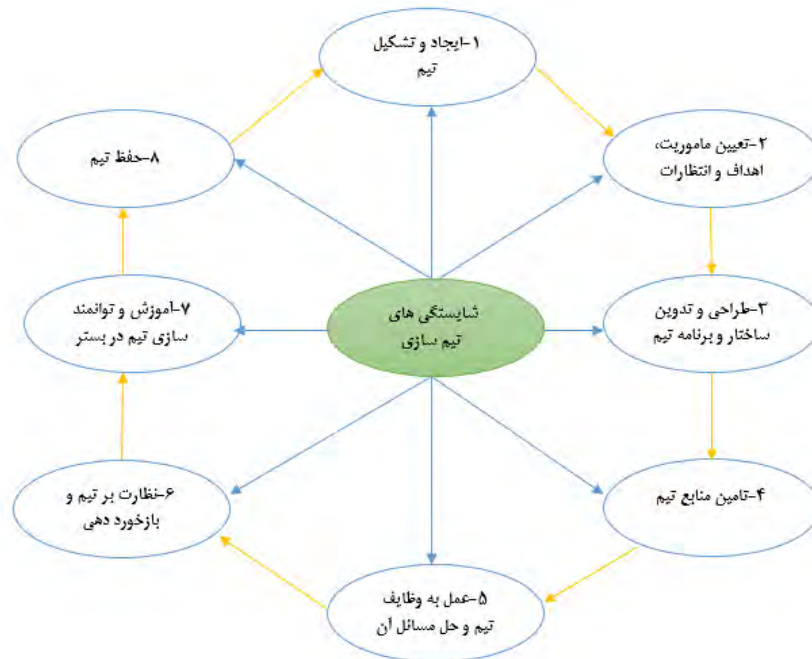 ۱-ایجاد و تشکیل
تیم
۲-تعیین ماموریت،
اهداف و انتظارات
۳-طراحی و تدوین
ساختار و برنامه تیم
۴-تامین منابع تیم
۵-عمل به وظایف
تیم و حل مسائل آن
۶-نظارت بر تیم و
بازخورد دهی
۷-آموزش و توانمند
سازی تیم در بستر
۸-حفظ تیم
شایستگی های
تیم سازی